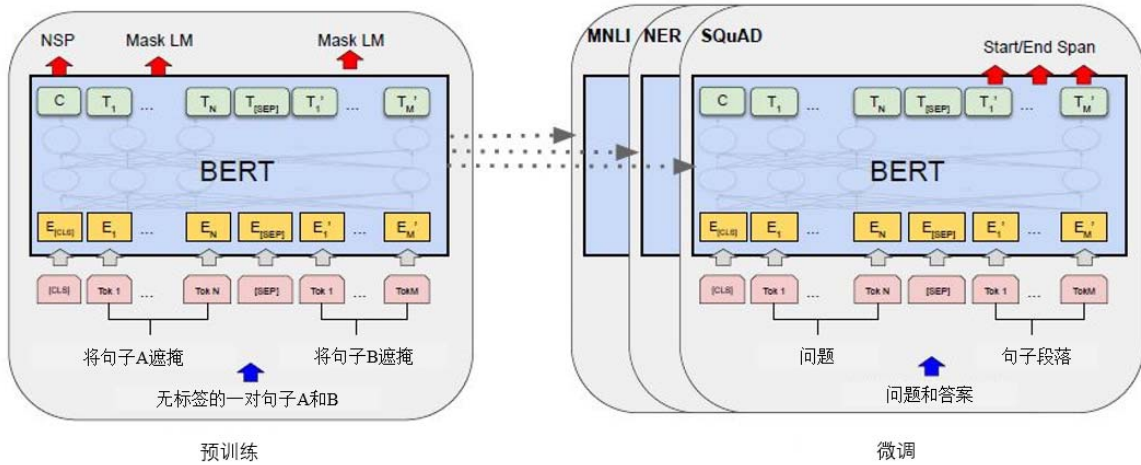 NSP Mask LM Mask LM
C T1 ... TN T[SEP] T1' ... TM'
BERT
E[CLS] E1 ... EN E[SEP] E1' ... EM'
[CLS] Tok 1 ... Tok N [SEP] Tok 1 ... TokM
将句子A遮掩 将句子B遮掩
无标签的一对句子A和B
预训练
MNLI NER SQuAD
Start/End Span
C T1 ... TN T[SEP] T1' ... TM'
BERT
E[CLS] E1 ... EN E[SEP] E1' ... EM'
[CLS] Tok 1 ... Tok N [SEP] Tok 1 ... TokM
问题 句子段落
问题和答案
微调